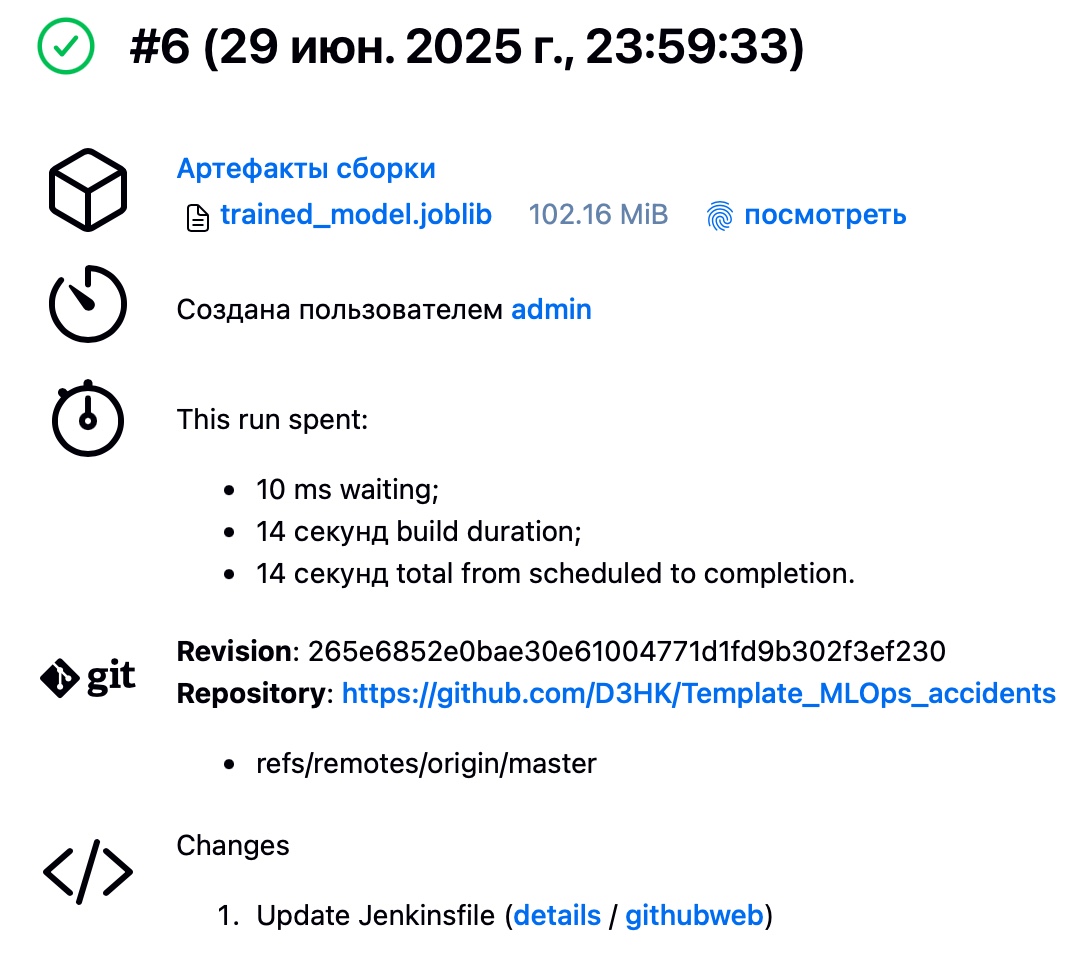 #6 (29 июн. 2025 г., 23:59:33)
Артефакты сборки
trained_model.joblib 102.16 MiB посмотреть
Создана пользователем admin
This run spent:
10 ms waiting;
14 секунд build duration;
14 секунд total from scheduled to completion.
git
Revision: 265e6852e0bae30e61004771d1fd9b302f3ef230
Repository: https://github.com/D3HK/Template_MLOps_accidents
refs/remotes/origin/master
Changes
1. Update Jenkinsfile (details / githubweb)